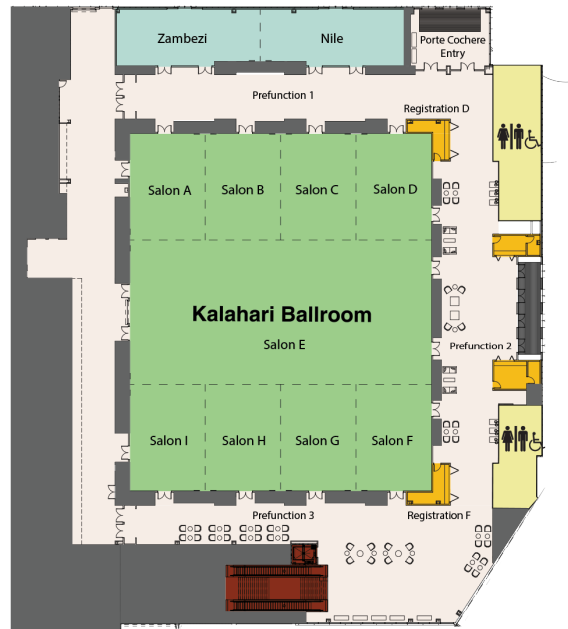 Zambezi
Nile
Porte Cochere
Entry
Prefunction 1
Registration D
Salon A
Salon B
Salon C
Salon D
Kalahari Ballroom
Salon E
Prefunction 2
Salon I
Salon H
Salon G
Salon F
Prefunction 3
Registration F